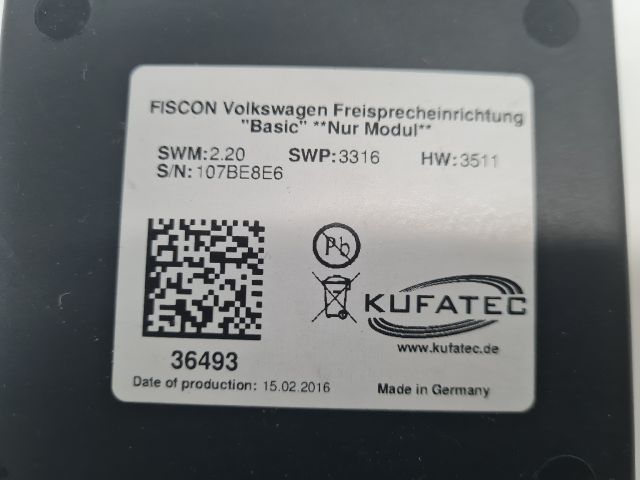 FISCON Volkswagen Freisprecheinrichtung
"Basic" **Nur Modul**
SWM:2.20 SWP:3316 HW:3511
S/N:107BE8E6
Pb
KUFATEC
www.kufatec.de
36493
Date of production: 15.02.2016 Made in Germany